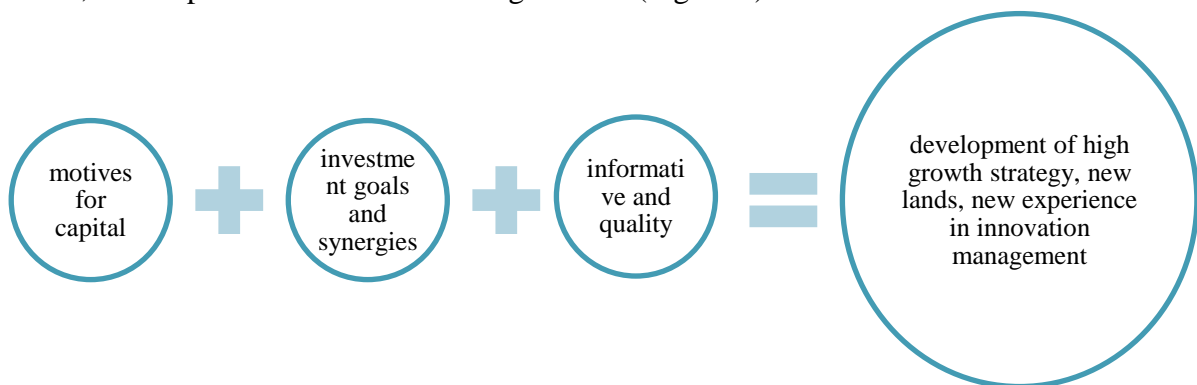 motives
for
capital
investme
nt goals
and
synergies
informati
ve and
quality
development of high
growth strategy, new
lands, new experience
in innovation
management